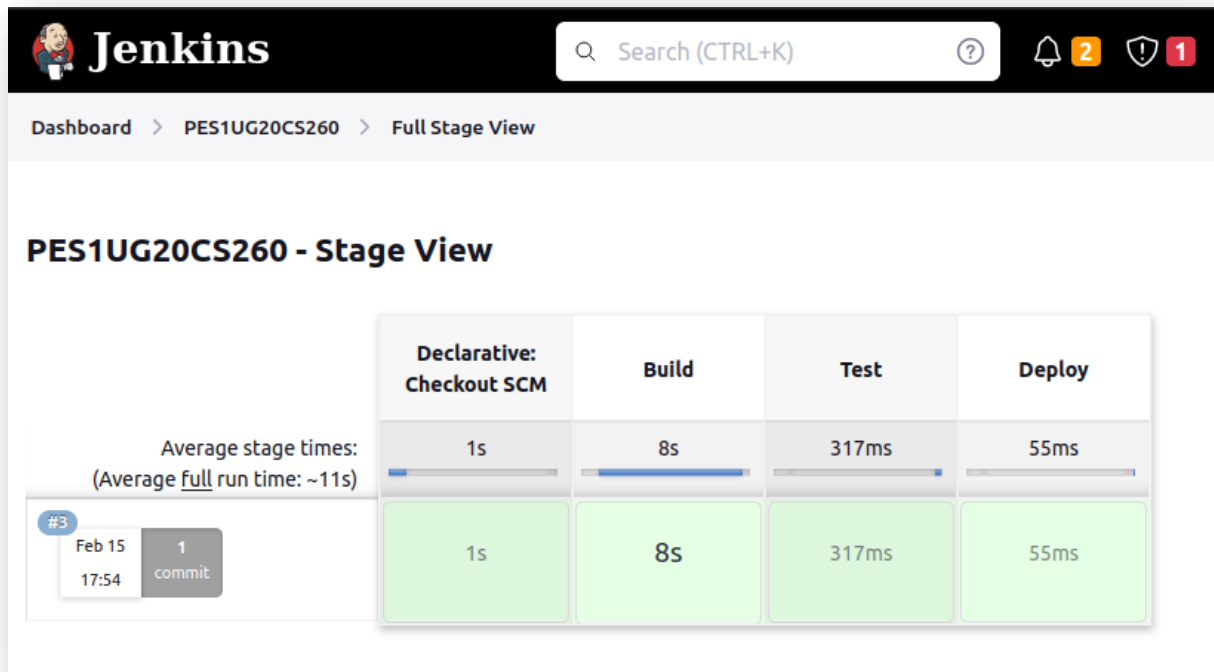 Jenkins
Search (CTRL+K)
?
2
1
Dashboard > PES1UG20CS260 > Full Stage View
PES1UG20CS260 - Stage View
Declarative:
Checkout SCM
Build
Test
Deploy
Average stage times:
(Average full run time: ~11s)
1s
8s
317ms
55ms
#3
Feb 15
17:54
1
commit
1s
8s
317ms
55ms